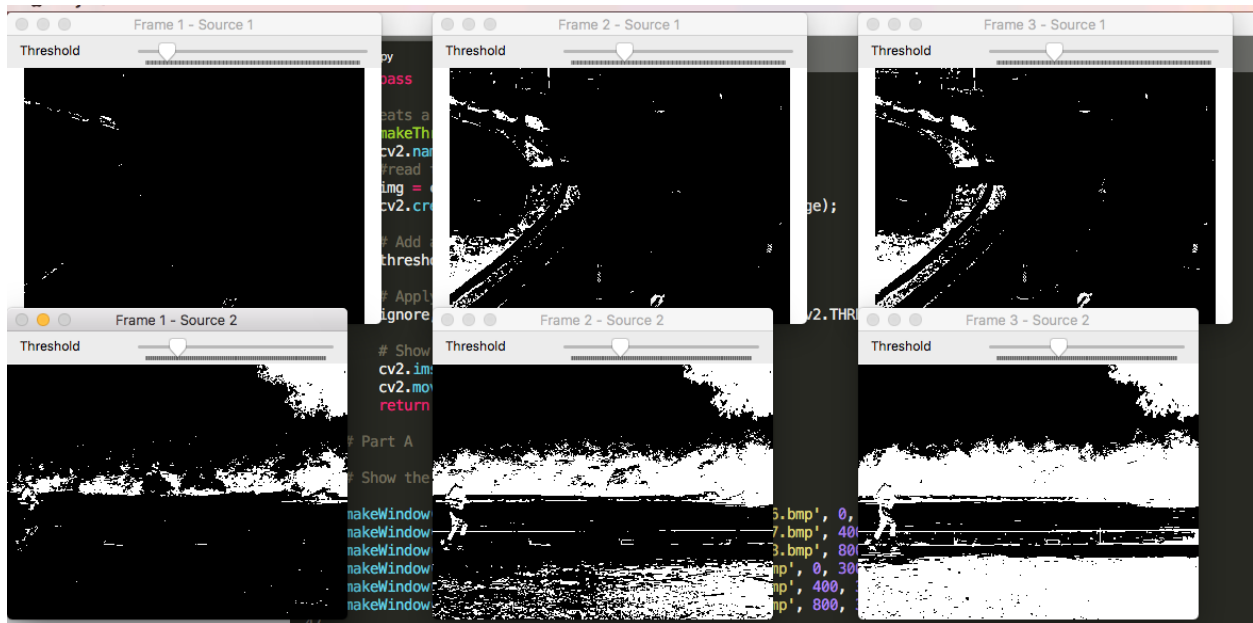 Frame 1 - Source 1
Frame 2 - Source 1
Frame 3 - Source 1
Threshold
Threshold
Threshold
py
pass
eats a
makeThr
cv2.nam
#read
img =
cv2.cre
ge);
# Add a
thresho
# Apply
ignore
v2.THR
Frame 1 - Source 2
Frame 2 - Source 2
Frame 3 - Source 2
Threshold
Threshold
Threshold
# Show
cv2.ims
cv2.mov
return
# Part A
# Show the
makeWindow 6.bmp', 0,
makeWindow 7.bmp', 400
makeWindow 8.bmp', 800
makeWindow mp', 0, 300
makeWindow mp', 400,
makeWindow mp', 800,